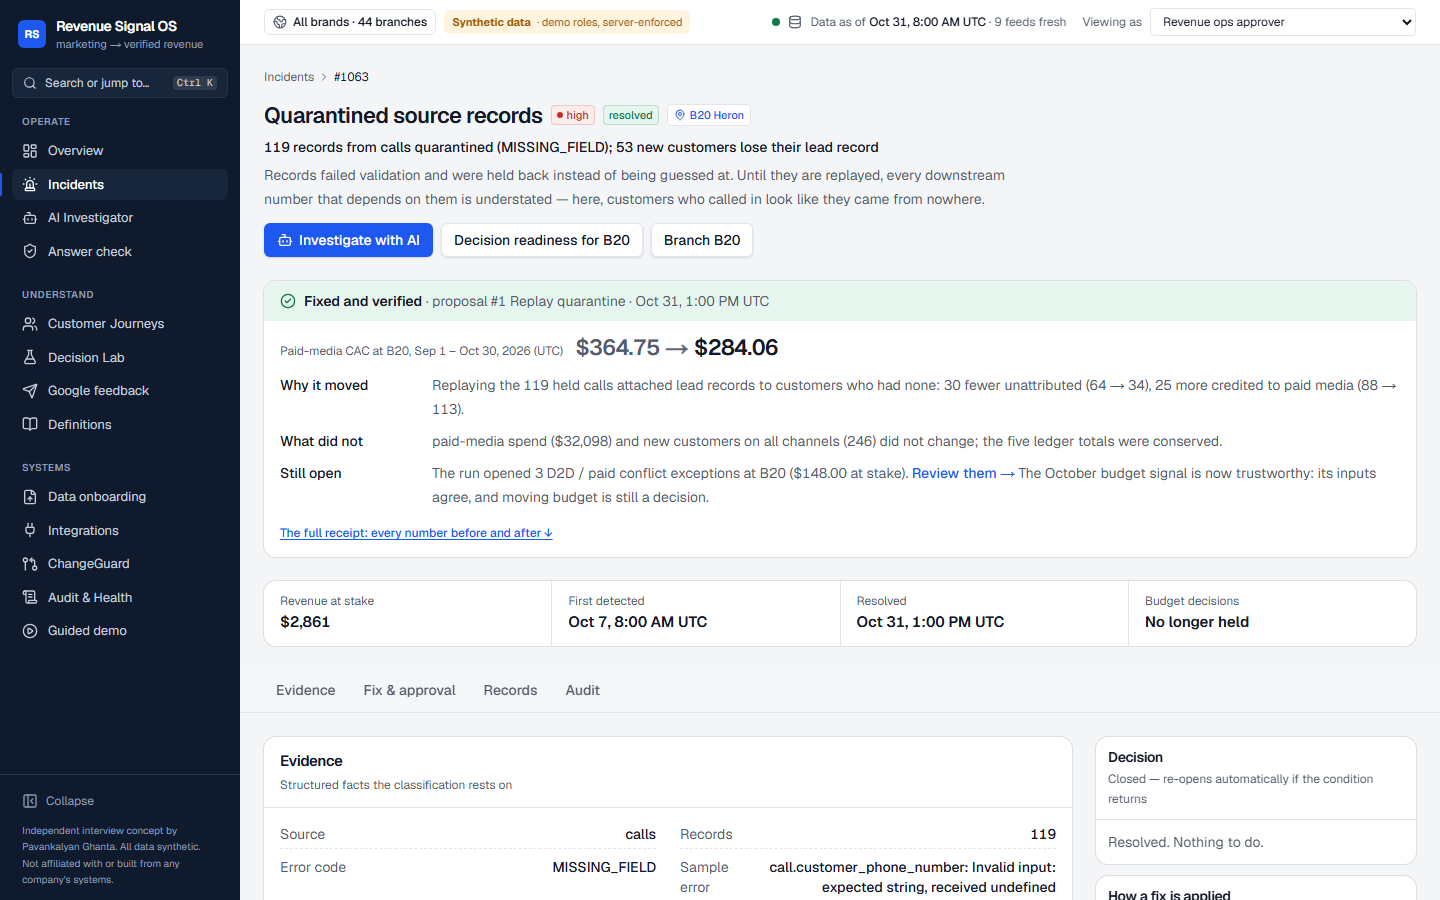 RS
Revenue Signal OS
marketing → verified revenue
Search or jump to...
Ctrl K
OPERATE
Overview
Incidents
AI Investigator
Answer check
UNDERSTAND
Customer Journeys
Decision Lab
Google feedback
Definitions
SYSTEMS
Data onboarding
Integrations
ChangeGuard
Audit & Health
Guided demo
Collapse
Independent interview concept by
Pavankalyan Ghanta. All data synthetic.
Not affiliated with or built from any
company's systems.
All brands · 44 branches
Synthetic data · demo roles, server-enforced
Data as of Oct 31, 8:00 AM UTC · 9 feeds fresh
Viewing as
Revenue ops approver
Incidents > #1063
Quarantined source records
high
resolved
B20 Heron
119 records from calls quarantined (MISSING_FIELD); 53 new customers lose their lead record
Records failed validation and were held back instead of being guessed at. Until they are replayed, every downstream
number that depends on them is understated — here, customers who called in look like they came from nowhere.
Investigate with AI
Decision readiness for B20
Branch B20
Fixed and verified · proposal #1 Replay quarantine · Oct 31, 1:00 PM UTC
Paid-media CAC at B20, Sep 1 – Oct 30, 2026 (UTC) $364.75 → $284.06
Why it moved
Replaying the 119 held calls attached lead records to customers who had none: 30 fewer unattributed (64 → 34), 25 more credited to paid media (88 →
113).
What did not
paid-media spend ($32,098) and new customers on all channels (246) did not change; the five ledger totals were conserved.
Still open
The run opened 3 D2D / paid conflict exceptions at B20 ($148.00 at stake). Review them → The October budget signal is now trustworthy: its inputs
agree, and moving budget is still a decision.
The full receipt: every number before and after ↓
Revenue at stake
$2,861
First detected
Oct 7, 8:00 AM UTC
Resolved
Oct 31, 1:00 PM UTC
Budget decisions
No longer held
Evidence
Fix & approval
Records
Audit
Evidence
Structured facts the classification rests on
Source
calls
Records
119
Error code
MISSING_FIELD
Sample
error
call.customer_phone_number: Invalid input:
expected string, received undefined
Decision
Closed — re-opens automatically if the condition
returns
Resolved. Nothing to do.
How a fix is applied